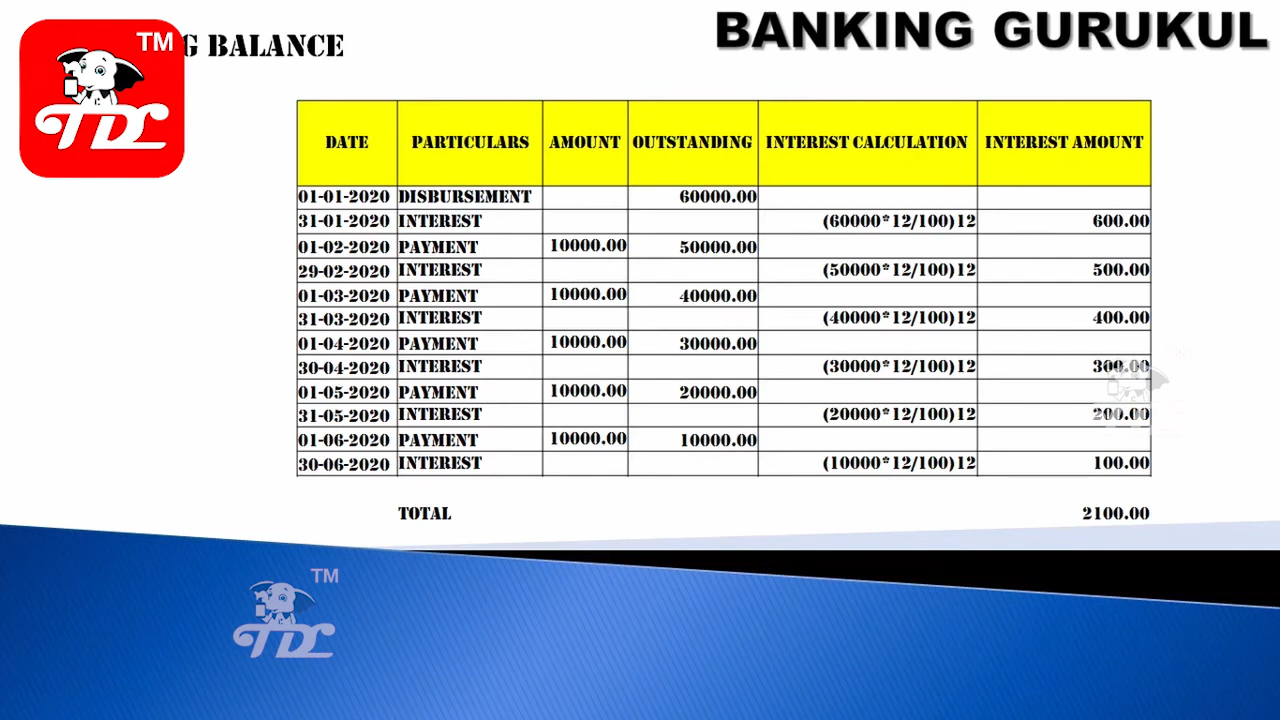 TM
TDC
G BALANCE
BANKING GURUKUL
DATE PARTICULARS AMOUNT OUTSTANDING INTEREST CALCULATION INTEREST AMOUNT
01-01-2020 DISBURSEMENT 60000.00
31-01-2020 INTEREST (60000*12/100)12 600.00
01-02-2020 PAYMENT 10000.00 50000.00
29-02-2020 INTEREST (50000*12/100)12 500.00
01-03-2020 PAYMENT 10000.00 40000.00
31-03-2020 INTEREST (40000*12/100)12 400.00
01-04-2020 PAYMENT 10000.00 30000.00
30-04-2020 INTEREST (30000*12/100)12 300.00
01-05-2020 PAYMENT 10000.00 20000.00
31-05-2020 INTEREST (20000*12/100)12 200.00
01-06-2020 PAYMENT 10000.00 10000.00
30-06-2020 INTEREST (10000*12/100)12 100.00
TOTAL 2100.00
TM
TDC